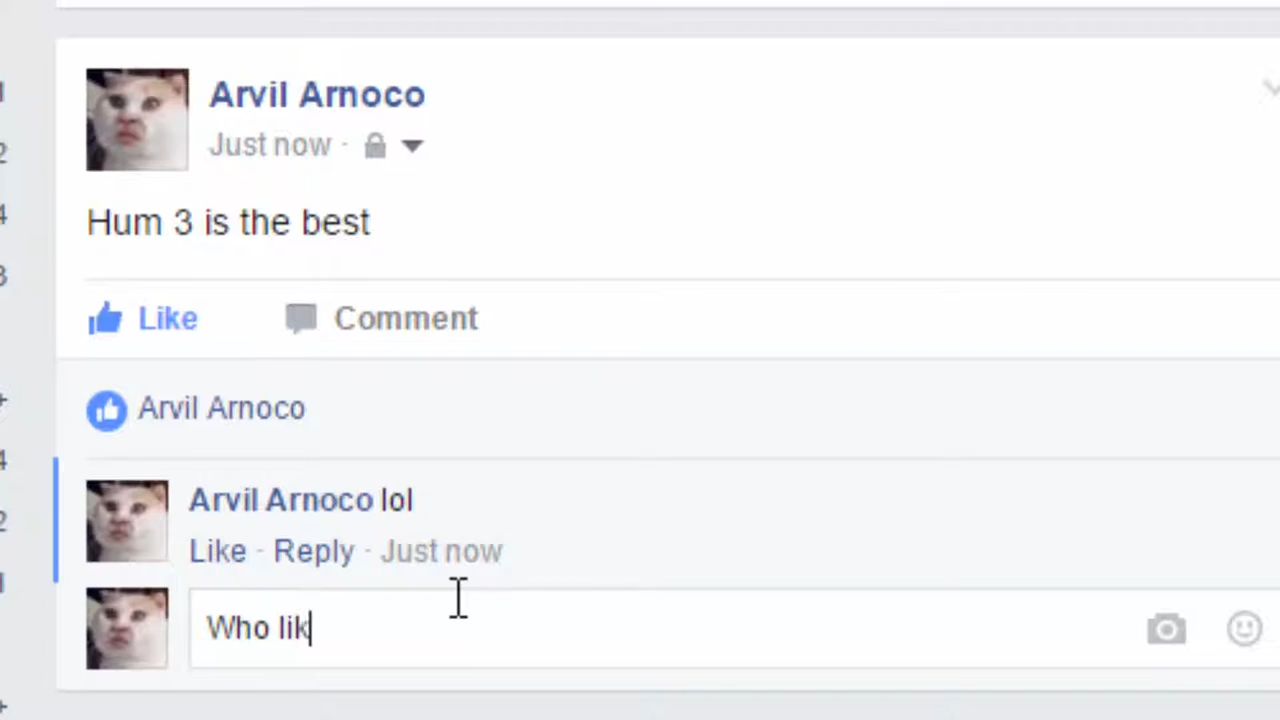 Arvil Arnoco
Just now ·
Hum 3 is the best
Like Comment
Arvil Arnoco
Arvil Arnoco lol
Like · Reply · Just now
Who lik